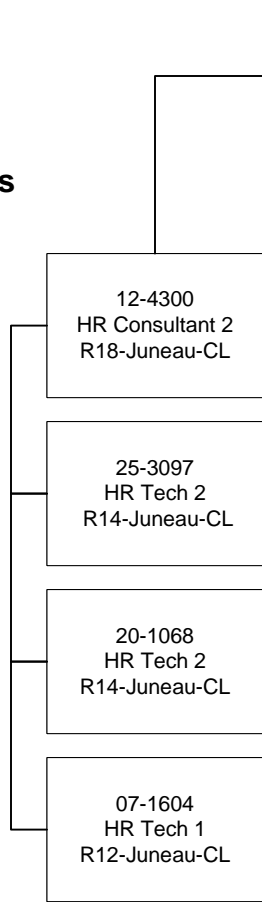 s
12-4300
HR Consultant 2
R18-Juneau-CL
25-3097
HR Tech 2
R14-Juneau-CL
20-1068
HR Tech 2
R14-Juneau-CL
07-1604
HR Tech 1
R12-Juneau-CL